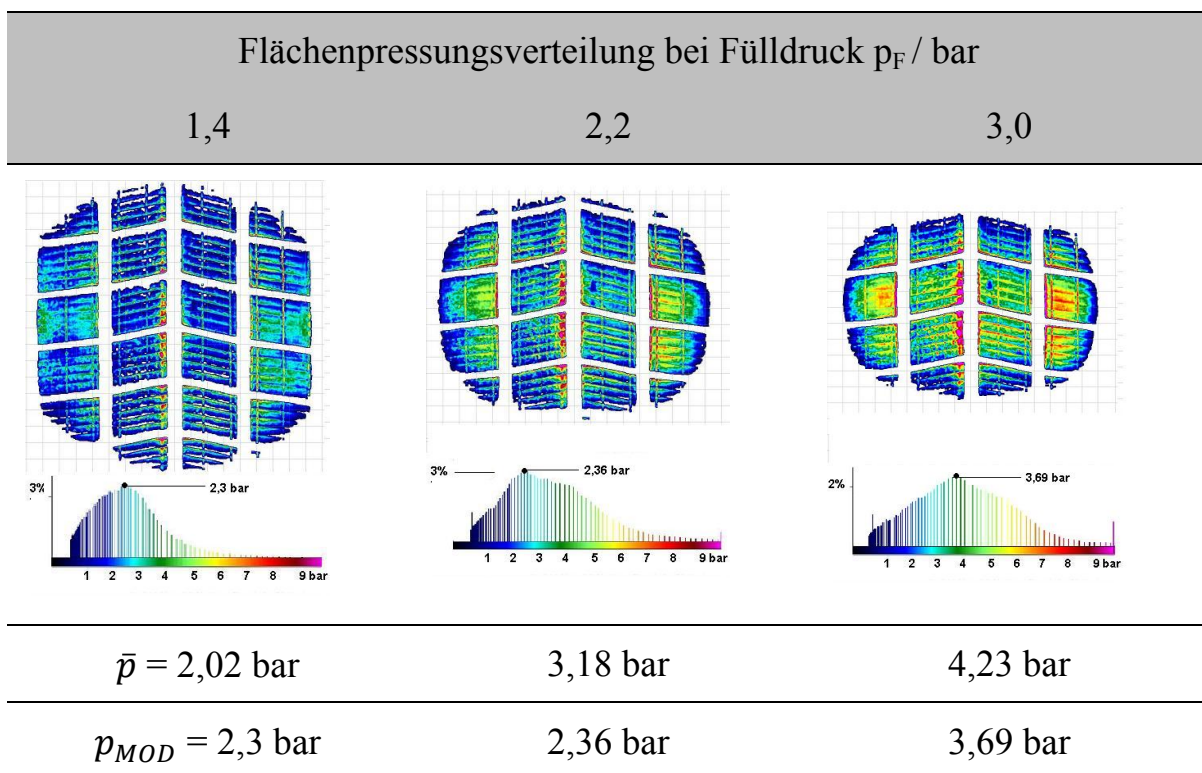 Flächenpressungsverteilung bei Fülldruck pF / bar
1,4 2,2 3,0
3% 2,3 bar
1 2 3 4 5 6 7 8 9 bar
3% 2,36 bar
1 2 3 4 5 6 7 8 9 bar
2% 3,69 bar
1 2 3 4 5 6 7 8 9 bar
p̄ = 2,02 bar 3,18 bar 4,23 bar
pMOD = 2,3 bar 2,36 bar 3,69 bar